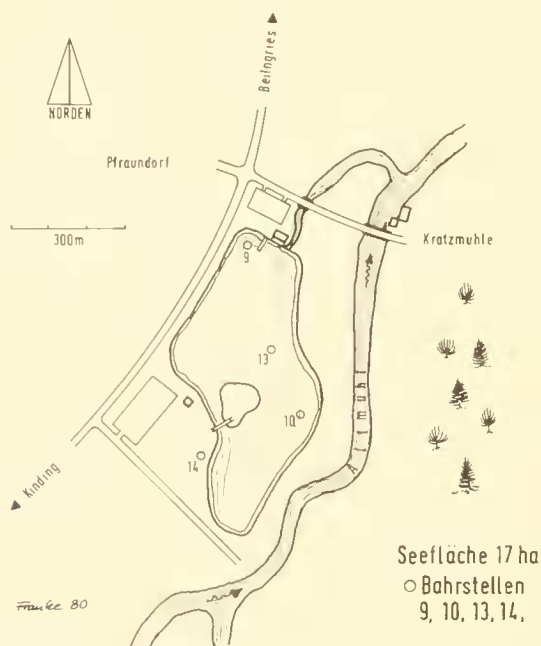 Beilngries
NORDEN
Pfraundorf
300m
Kratzmuhle
9
13
10
14
Altmühl
Kinding
Seefläche 17 ha
Bahrstellen
9, 10, 13, 14,
Franke 80